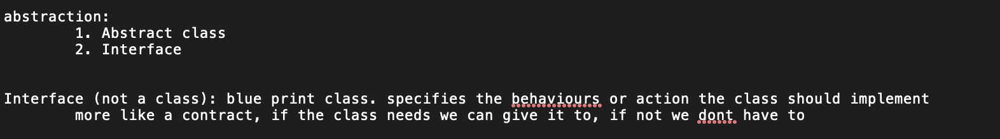 abstraction:
1. Abstract class
2. Interface
Interface (not a class): blue print class. specifies the behaviours or action the class should implement
more like a contract, if the class needs we can give it to, if not we dont have to